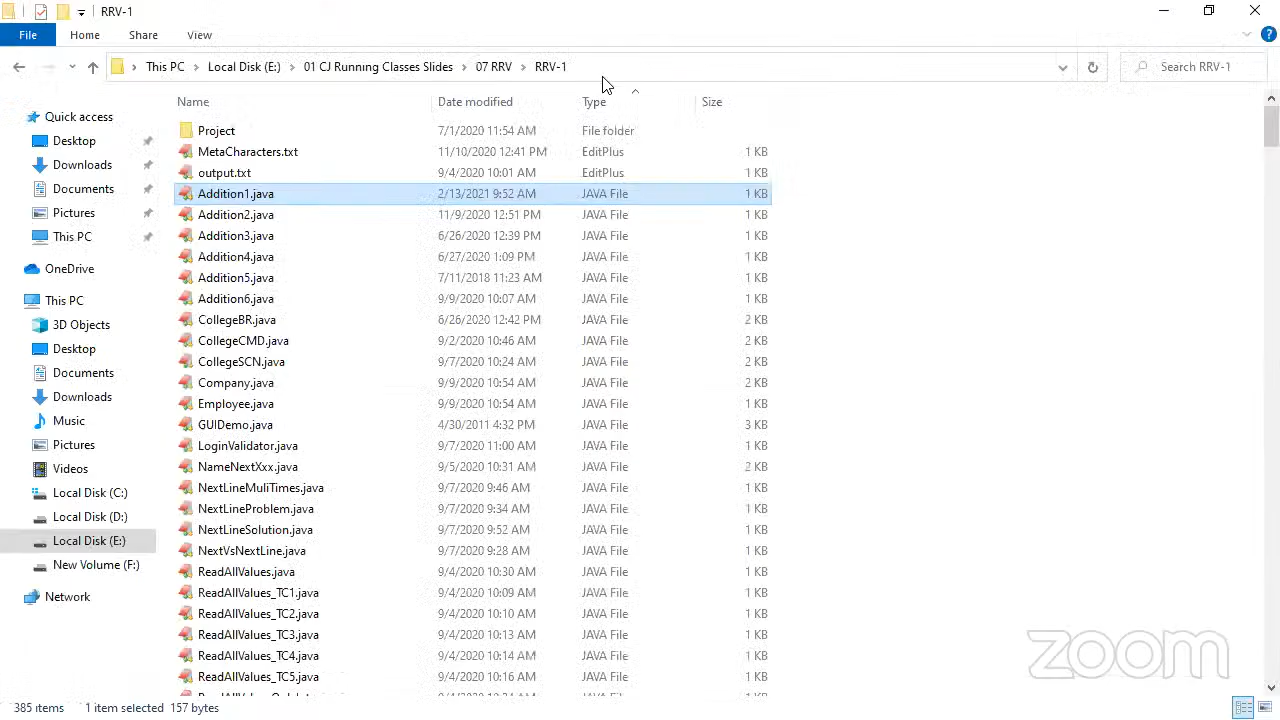 RRV-1
File Home Share View
This PC Local Disk (E:) 01 CJ Running Classes Slides 07 RRV RRV-1 Search RRV-1
Name Date modified Type Size
Quick access
Desktop
Downloads
Documents
Pictures
This PC
OneDrive
This PC
3D Objects
Desktop
Documents
Downloads
Music
Pictures
Videos
Local Disk (C:)
Local Disk (D:)
Local Disk (E:)
New Volume (F:)
Network
Project 7/1/2020 11:54 AM File folder
MetaCharacters.txt 11/10/2020 12:41 PM EditPlus 1 KB
output.txt 9/4/2020 10:01 AM EditPlus 1 KB
Addition1.java 2/13/2021 9:52 AM JAVA File 1 KB
Addition2.java 11/9/2020 12:51 PM JAVA File 1 KB
Addition3.java 6/26/2020 12:39 PM JAVA File 1 KB
Addition4.java 6/27/2020 1:09 PM JAVA File 1 KB
Addition5.java 7/11/2018 11:23 AM JAVA File 1 KB
Addition6.java 9/9/2020 10:07 AM JAVA File 1 KB
CollegeBR.java 6/26/2020 12:42 PM JAVA File 2 KB
CollegeCMD.java 9/2/2020 10:46 AM JAVA File 2 KB
CollegeSCN.java 9/7/2020 10:24 AM JAVA File 2 KB
Company.java 9/9/2020 10:54 AM JAVA File 2 KB
Employee.java 9/9/2020 10:54 AM JAVA File 1 KB
GUIDemo.java 4/30/2011 4:32 PM JAVA File 3 KB
LoginValidator.java 9/7/2020 11:00 AM JAVA File 1 KB
NameNextXxx.java 9/5/2020 10:31 AM JAVA File 2 KB
NextLineMuliTimes.java 9/7/2020 9:46 AM JAVA File 1 KB
NextLineProblem.java 9/7/2020 9:34 AM JAVA File 1 KB
NextLineSolution.java 9/7/2020 9:52 AM JAVA File 1 KB
NextVsNextLine.java 9/7/2020 9:28 AM JAVA File 1 KB
ReadAllValues.java 9/4/2020 10:30 AM JAVA File 1 KB
ReadAllValues_TC1.java 9/4/2020 10:09 AM JAVA File 1 KB
ReadAllValues_TC2.java 9/4/2020 10:10 AM JAVA File 1 KB
ReadAllValues_TC3.java 9/4/2020 10:13 AM JAVA File 1 KB
ReadAllValues_TC4.java 9/4/2020 10:14 AM JAVA File 1 KB
ReadAllValues_TC5.java 9/4/2020 10:16 AM JAVA File 1 KB
385 items 1 item selected 157 bytes
zoom